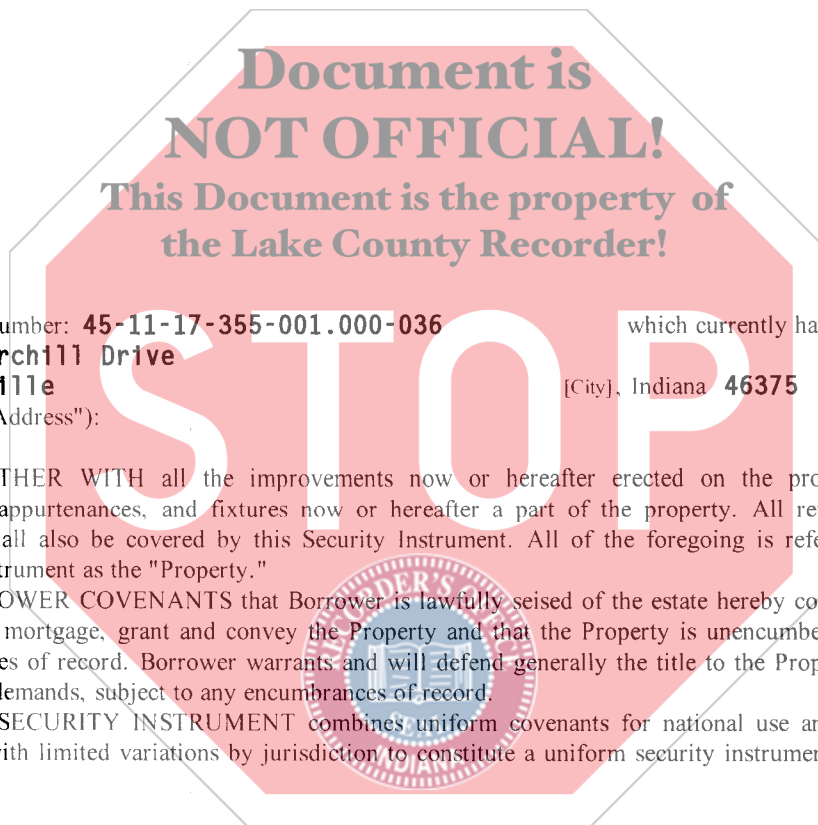 Document is
NOT OFFICIAL!
This Document is the property of
the Lake County Recorder!
STOP
umber: 45-11-17-355-001.000-036 which currently ha
rchill Drive
ille [City], Indiana 46375
Address"):
THER WITH all the improvements now or hereafter erected on the pro
appurtenances, and fixtures now or hereafter a part of the property. All re
all also be covered by this Security Instrument. All of the foregoing is refe
trument as the "Property."
OWER COVENANTS that Borrower is lawfully seised of the estate hereby co
mortgage, grant and convey the Property and that the Property is unencumbe
es of record. Borrower warrants and will defend generally the title to the Prop
demands, subject to any encumbrances of record.
SECURITY INSTRUMENT combines uniform covenants for national use an
with limited variations by jurisdiction to constitute a uniform security instrumen
RECORDER'S OFFICE
SEAL
INDIANA